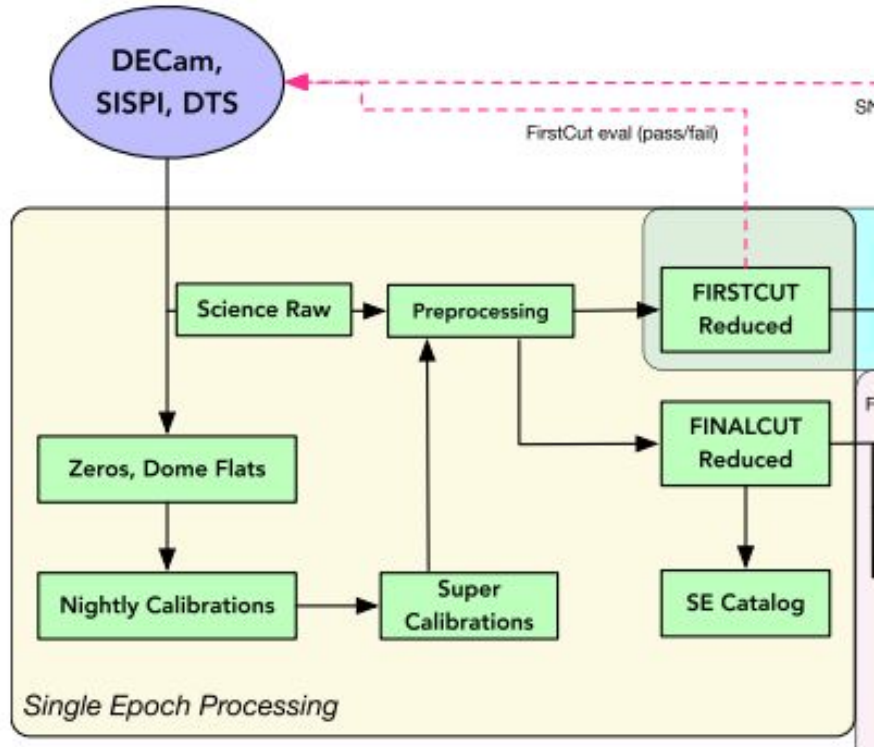 DECam,
SISPI, DTS
SN
FirstCut eval (pass/fail)
Science Raw
Preprocessing
FIRSTCUT
Reduced
F
FINALCUT
Reduced
Zeros, Dome Flats
Nightly Calibrations
Super
Calibrations
SE Catalog
Single Epoch Processing